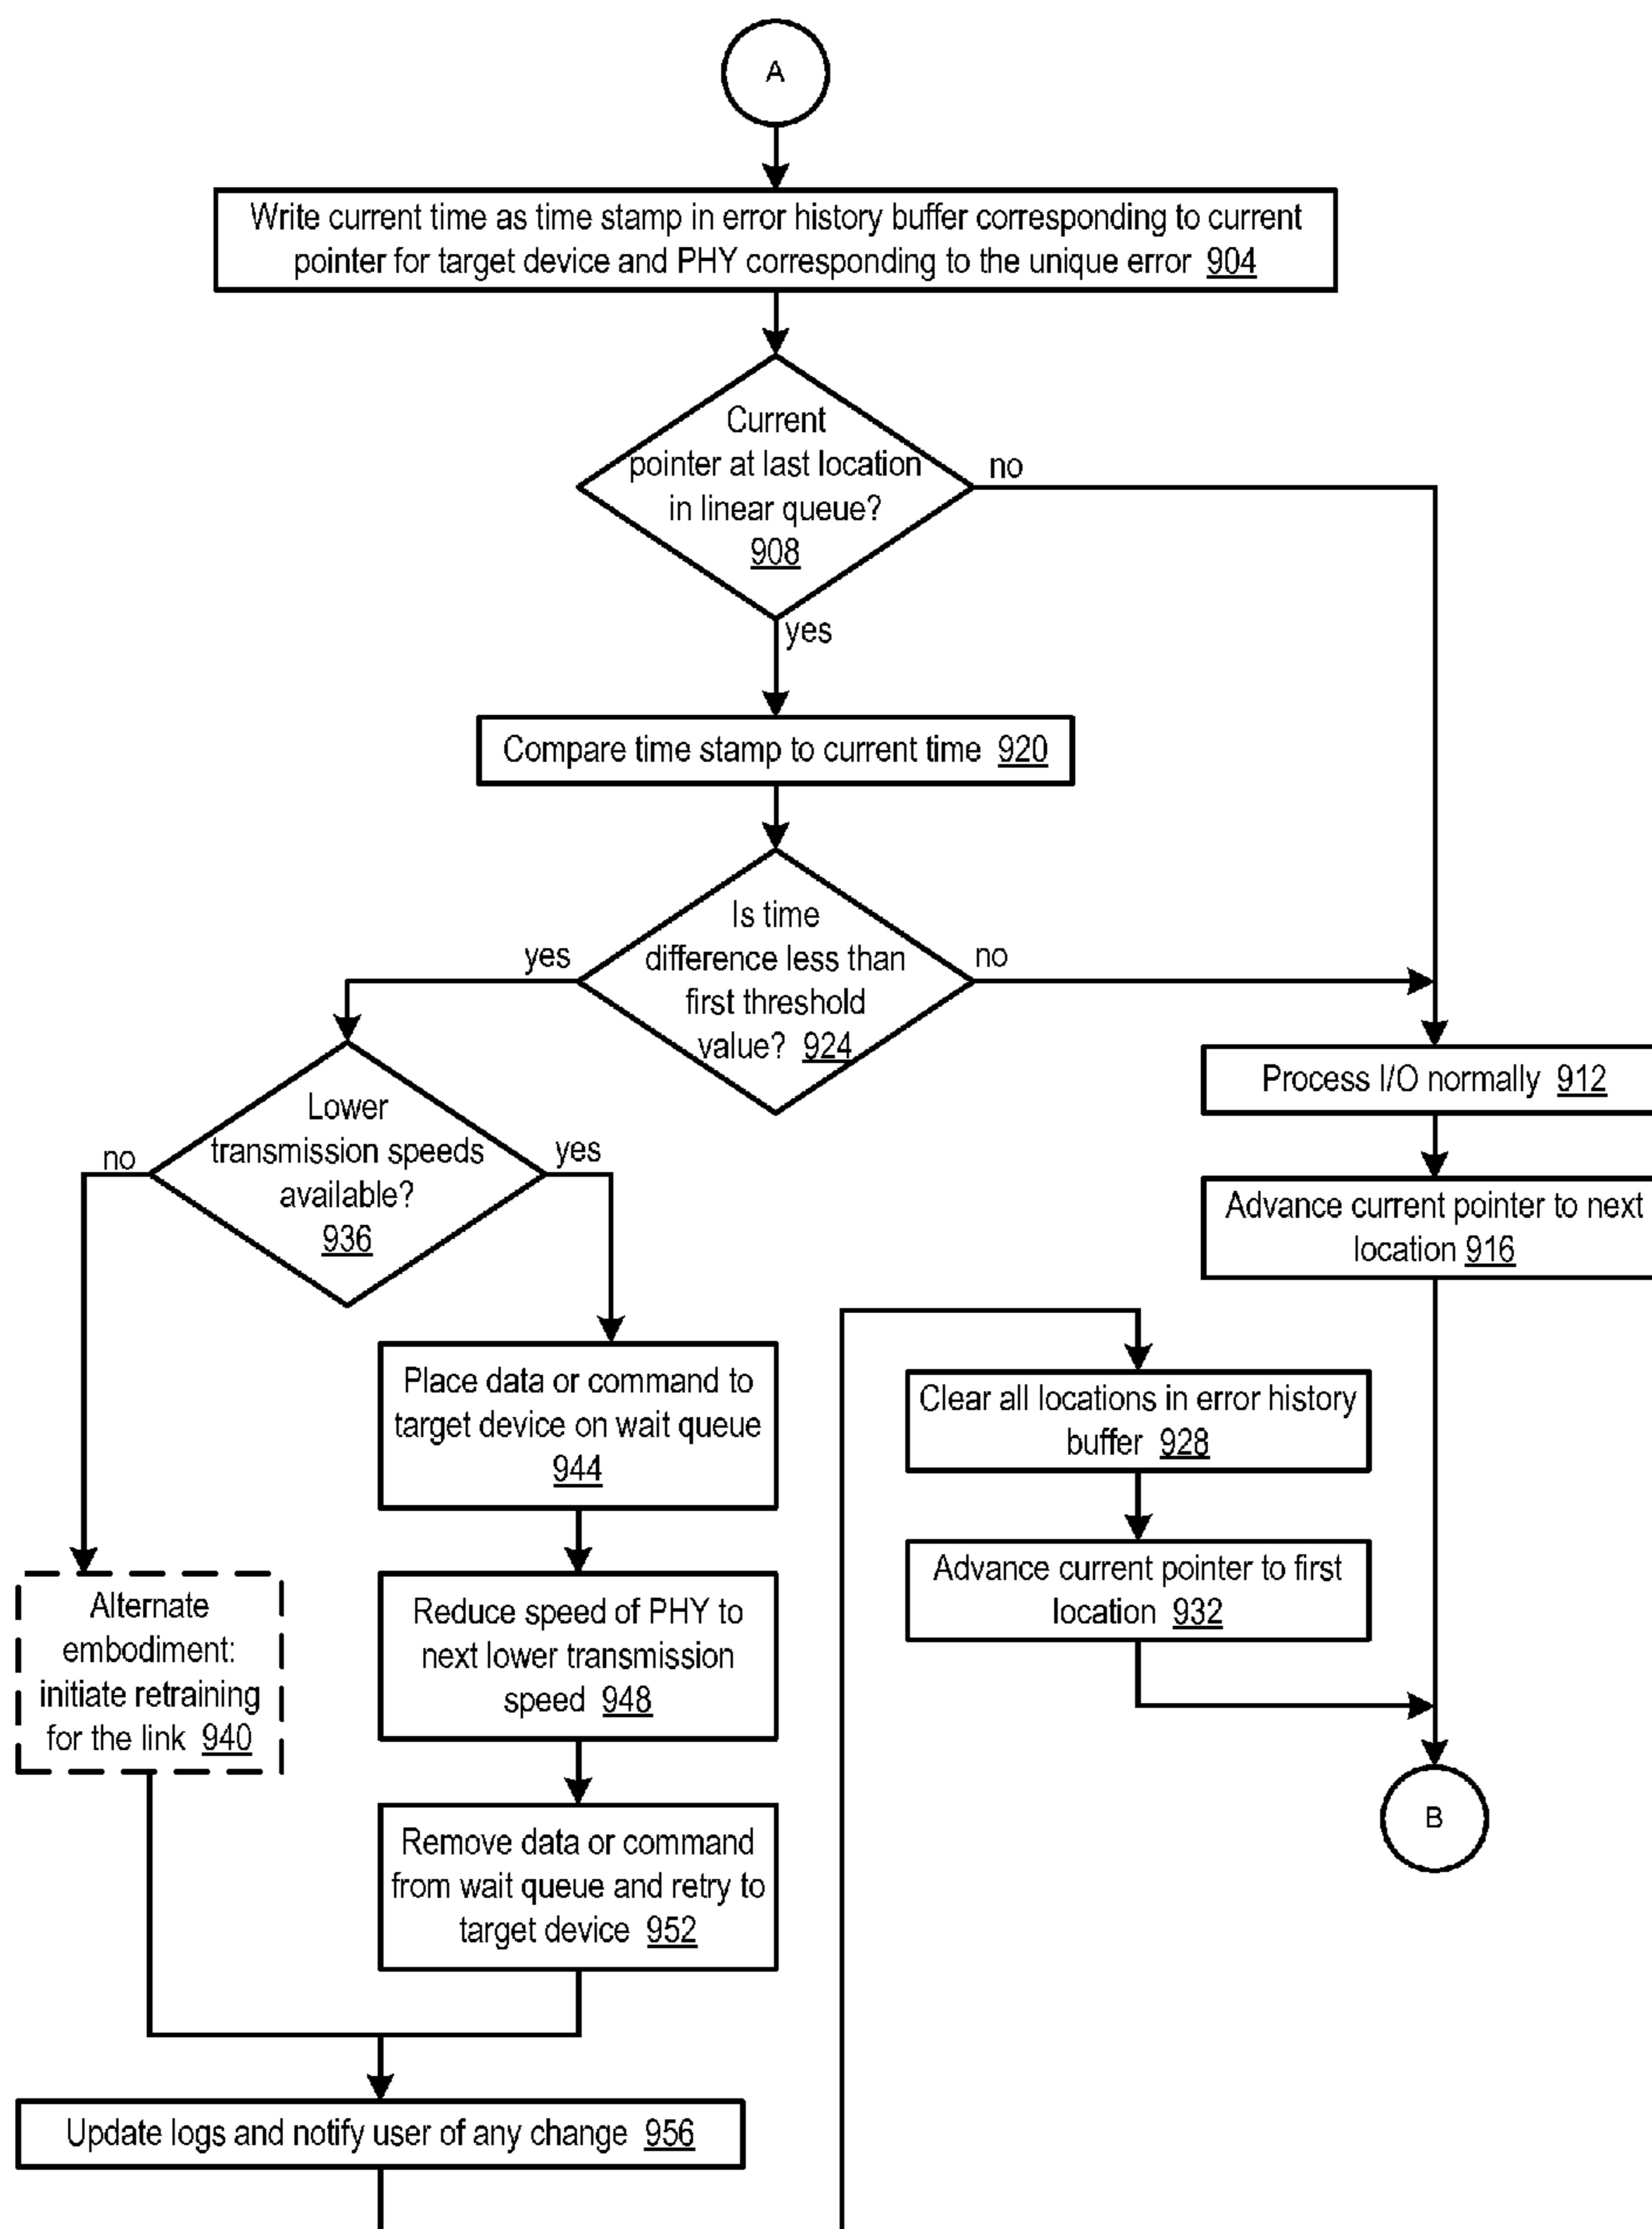 A
Write current time as time stamp in error history buffer corresponding to current
pointer for target device and PHY corresponding to the unique error 904
Current
pointer at last location
in linear queue?
908
no
yes
Compare time stamp to current time 920
Is time
difference less than
first threshold
value? 924
yes
no
Lower
transmission speeds
available?
936
no
yes
Process I/O normally 912
Advance current pointer to next
location 916
Place data or command to
target device on wait queue
944
Clear all locations in error history
buffer 928
Advance current pointer to first
location 932
Alternate
embodiment:
initiate retraining
for the link 940
Reduce speed of PHY to
next lower transmission
speed 948
B
Remove data or command
from wait queue and retry to
target device 952
Update logs and notify user of any change 956